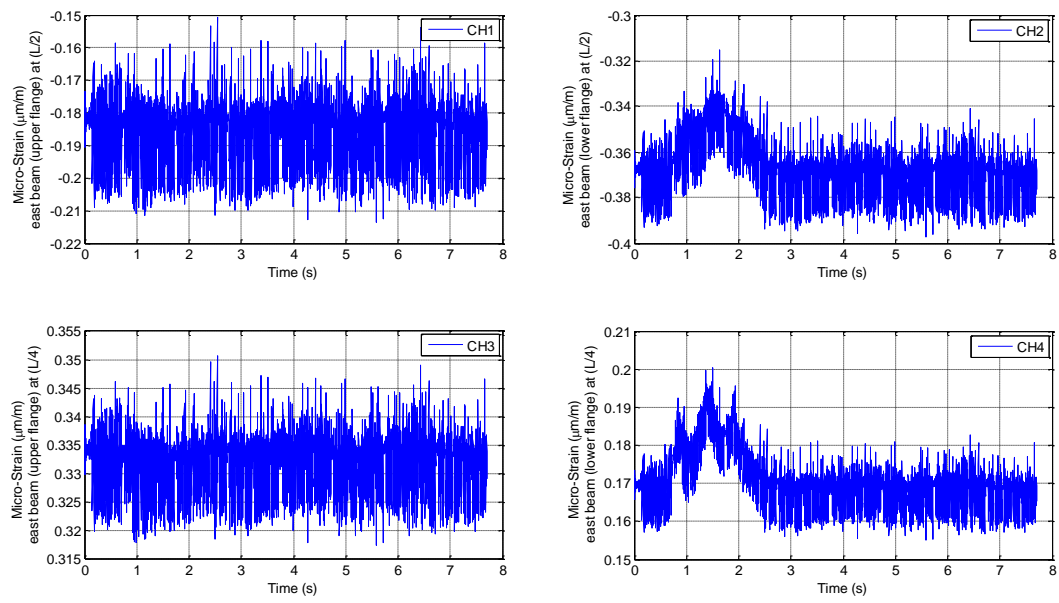 -0.15
-0.16
-0.17
-0.18
-0.19
-0.2
-0.21
-0.22
0 1 2 3 4 5 6 7 8
Time (s)
Micro-Strain (μm/m)
east beam (upper flange) at (L/2)
CH1
-0.3
-0.32
-0.34
-0.36
-0.38
-0.4
0 1 2 3 4 5 6 7 8
Time (s)
Micro-Strain (μm/m)
east beam (lower flange) at (L/2)
CH2
0.355
0.35
0.345
0.34
0.335
0.33
0.325
0.32
0.315
0 1 2 3 4 5 6 7 8
Time (s)
Micro-Strain (μm/m)
east beam (upper flange) at (L/4)
CH3
0.21
0.2
0.19
0.18
0.17
0.16
0.15
0 1 2 3 4 5 6 7 8
Time (s)
Micro-Strain (μm/m)
east beam (lower flange) at (L/4)
CH4